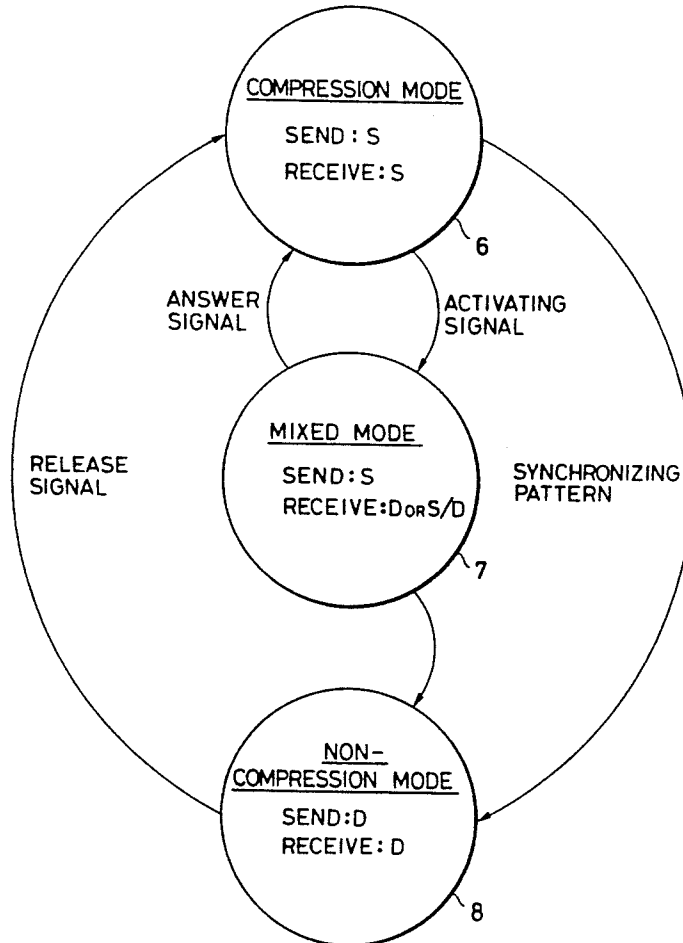 COMPRESSION MODE
SEND: S
RECEIVE: S
6
ANSWER
SIGNAL
ACTIVATING
SIGNAL
MIXED MODE
SEND:S
RECEIVE:DORS/D
7
RELEASE
SIGNAL
SYNCHRONIZING
PATTERN
NON-
COMPRESSION MODE
SEND:D
RECEIVE: D
8